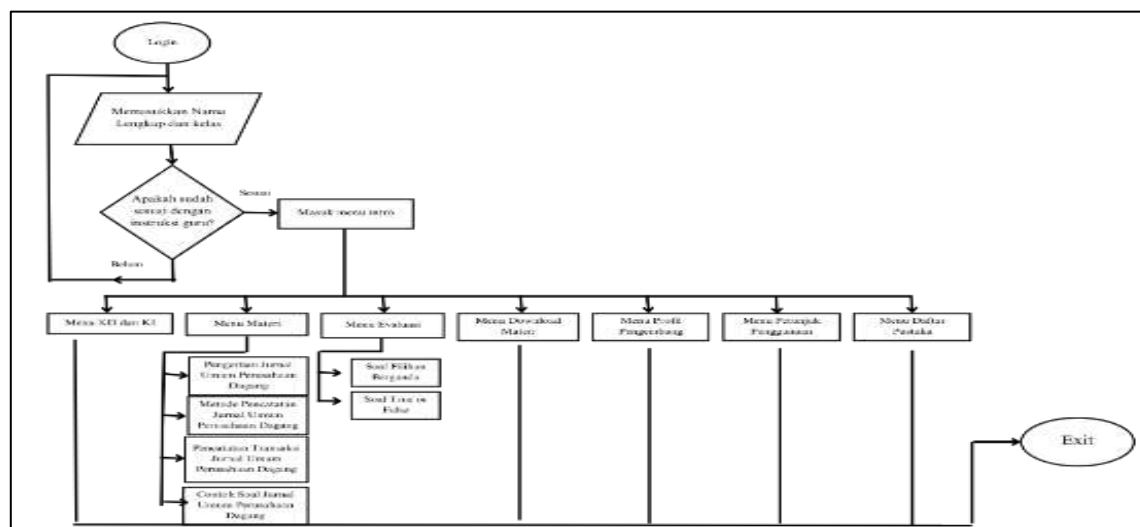 Login
Memasukkan Nama
Lengkap dan kelas
Apakah sudah
sesuai dengan
instruksi guru?
Sesuai
Masuk menu intro
Belum
Menu KD dan KI
Menu Materi
Menu Evaluasi
Menu Download
Materi
Menu Profil
Pengembang
Menu Petunjuk
Penggunaan
Menu Daftar
Pustaka
Pengertian Jurnal
Umum Perusahaan
Dagang
Metode Pencatatan
Jurnal Umum
Perusahaan Dagang
Pencatatan Transaksi
Jurnal Umum
Perusahaan Dagang
Contoh Soal Jurnal
Umum Perusahaan
Dagang
Soal Pilihan
Berganda
Soal True or
False
Exit